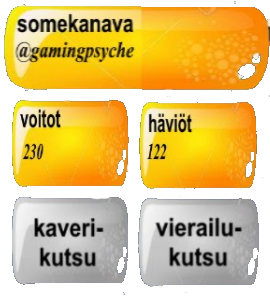 somekanava
@gamingpsyche
voitot häviöt
230 122
kaveri- vierailu-
kutsu kutsu